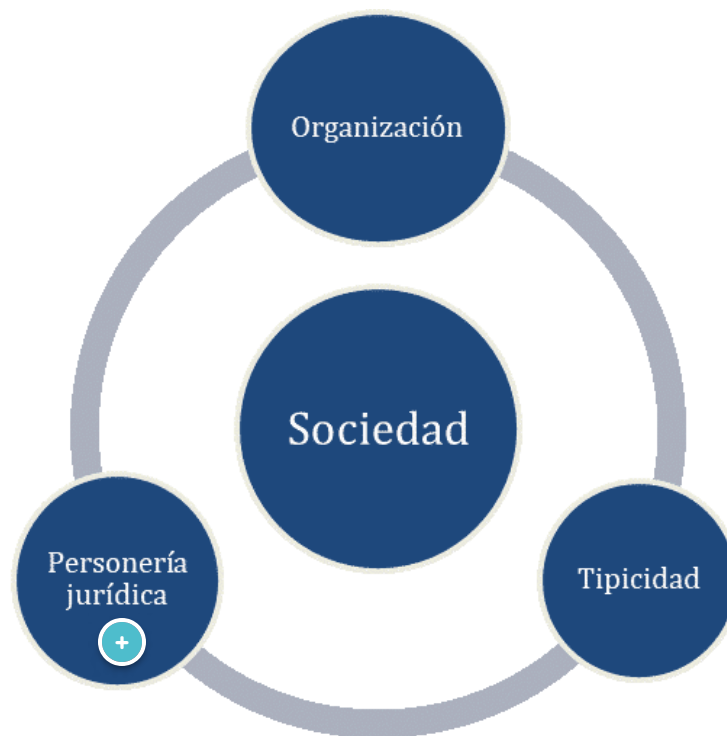 Organización
Sociedad
Personería
jurídica
+
Tipicidad